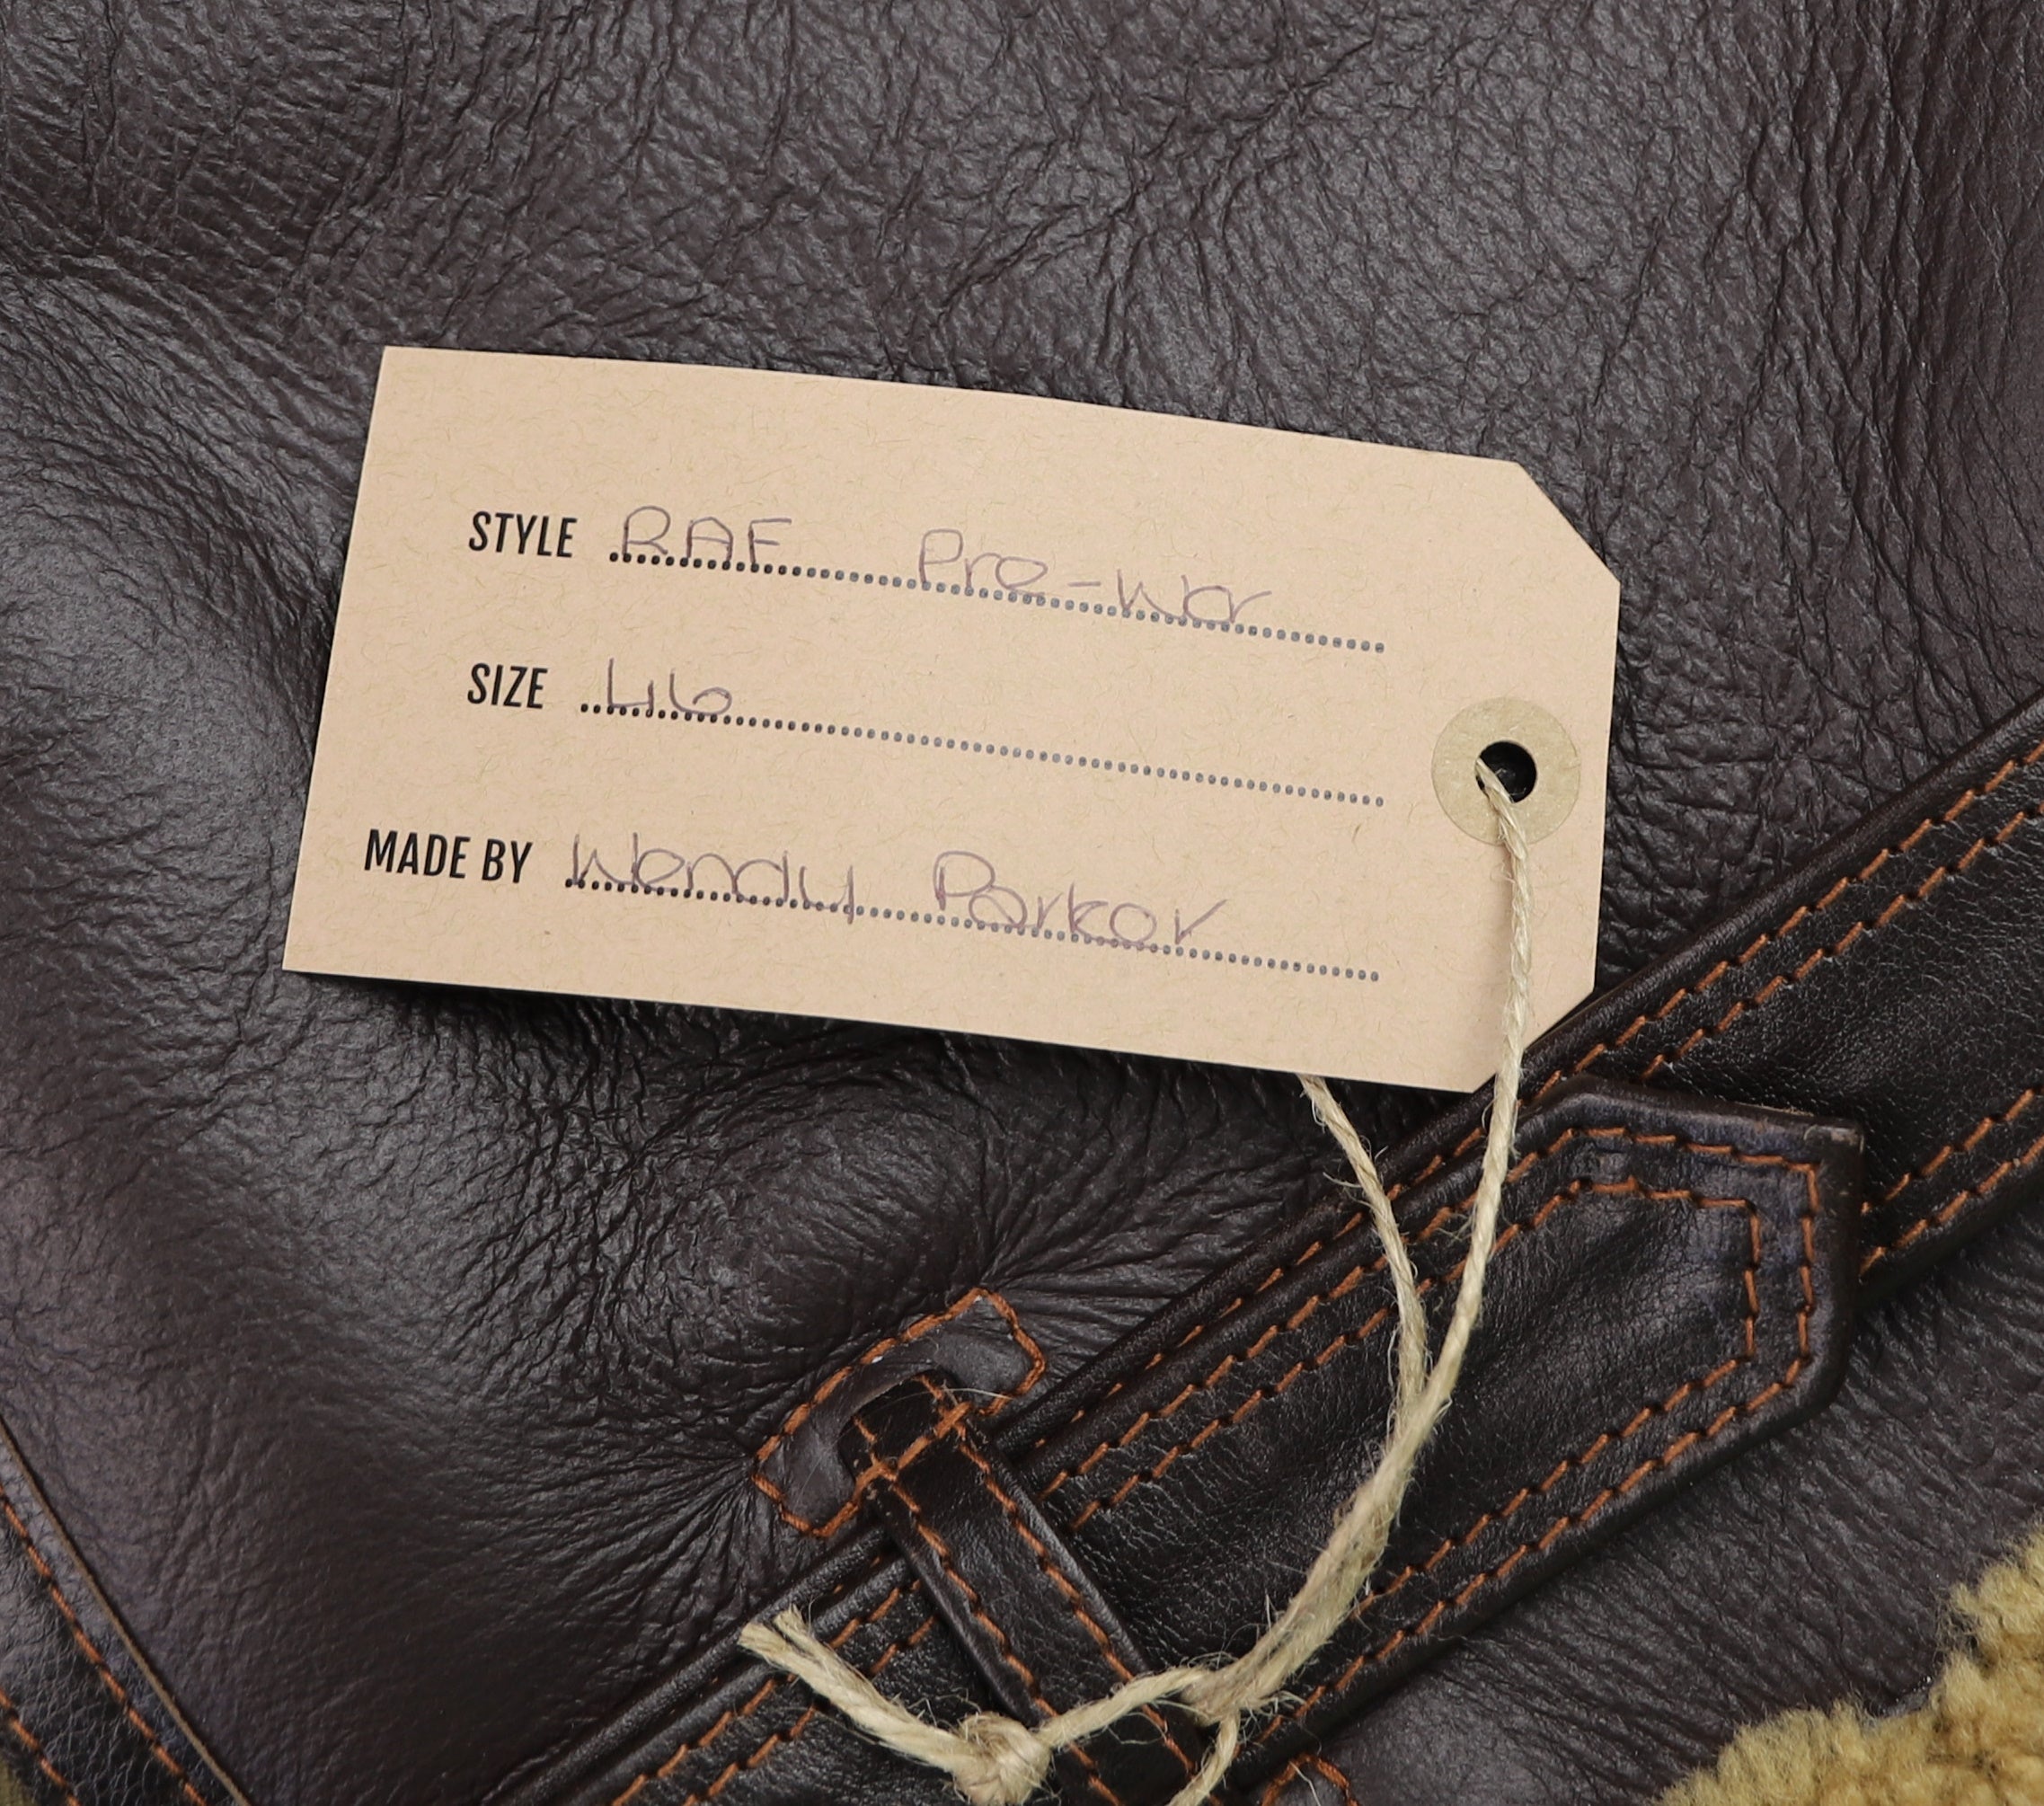 STYLE RAF Pre-War
SIZE 46
MADE BY Wendy Parker